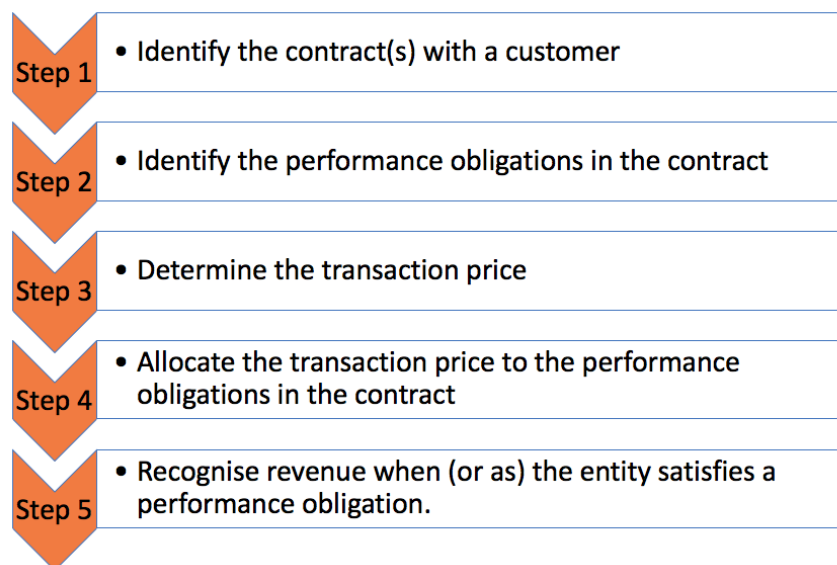 Step 1
• Identify the contract(s) with a customer
Step 2
• Identify the performance obligations in the contract
Step 3
• Determine the transaction price
Step 4
• Allocate the transaction price to the performance
obligations in the contract
Step 5
• Recognise revenue when (or as) the entity satisfies a
performance obligation.